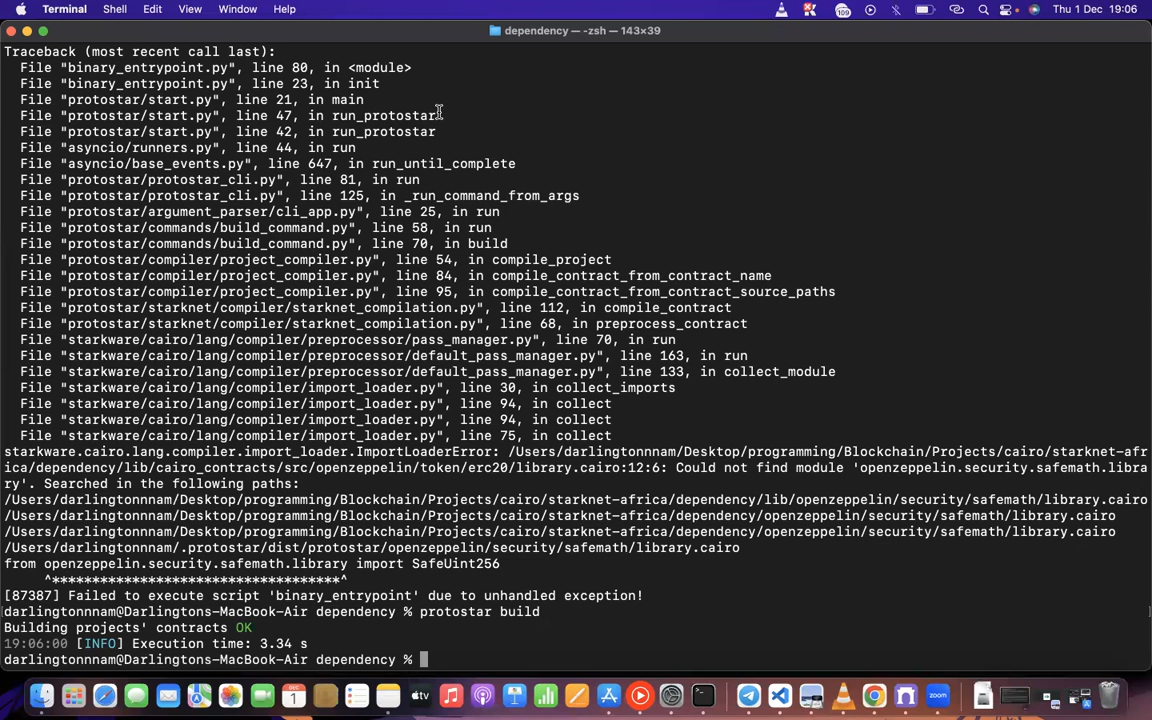 Terminal Shell Edit View Window Help 109 Thu 1 Dec 19:06
dependency — -zsh — 143×39
Traceback (most recent call last):
  File "binary_entrypoint.py", line 80, in <module>
  File "binary_entrypoint.py", line 23, in init
  File "protostar/start.py", line 21, in main
  File "protostar/start.py", line 47, in run_protostar
  File "protostar/start.py", line 42, in run_protostar
  File "asyncio/runners.py", line 44, in run
  File "asyncio/base_events.py", line 647, in run_until_complete
  File "protostar/protostar_cli.py", line 81, in run
  File "protostar/protostar_cli.py", line 125, in _run_command_from_args
  File "protostar/argument_parser/cli_app.py", line 25, in run
  File "protostar/commands/build_command.py", line 58, in run
  File "protostar/commands/build_command.py", line 70, in build
  File "protostar/compiler/project_compiler.py", line 54, in compile_project
  File "protostar/compiler/project_compiler.py", line 84, in compile_contract_from_contract_name
  File "protostar/compiler/project_compiler.py", line 95, in compile_contract_from_contract_source_paths
  File "protostar/starknet/compiler/starknet_compilation.py", line 112, in compile_contract
  File "protostar/starknet/compiler/starknet_compilation.py", line 68, in preprocess_contract
  File "starkware/cairo/lang/compiler/preprocessor/pass_manager.py", line 70, in run
  File "starkware/cairo/lang/compiler/preprocessor/default_pass_manager.py", line 163, in run
  File "starkware/cairo/lang/compiler/preprocessor/default_pass_manager.py", line 133, in collect_module
  File "starkware/cairo/lang/compiler/import_loader.py", line 30, in collect_imports
  File "starkware/cairo/lang/compiler/import_loader.py", line 94, in collect
  File "starkware/cairo/lang/compiler/import_loader.py", line 94, in collect
  File "starkware/cairo/lang/compiler/import_loader.py", line 75, in collect
starkware.cairo.lang.compiler.import_loader.ImportLoaderError: /Users/darlingtonnnam/Desktop/programming/Blockchain/Projects/cairo/starknet-afr
ica/dependency/lib/cairo_contracts/src/openzeppelin/token/erc20/library.cairo:12:6: Could not find module 'openzeppelin.security.safemath.libra
ry'. Searched in the following paths:
/Users/darlingtonnnam/Desktop/programming/Blockchain/Projects/cairo/starknet-africa/dependency/lib/openzeppelin/security/safemath/library.cairo
/Users/darlingtonnnam/Desktop/programming/Blockchain/Projects/cairo/starknet-africa/dependency/openzeppelin/security/safemath/library.cairo
/Users/darlingtonnnam/Desktop/programming/Blockchain/Projects/cairo/starknet-africa/dependency/openzeppelin/security/safemath/library.cairo
/Users/darlingtonnnam/.protostar/dist/protostar/openzeppelin/security/safemath/library.cairo
from openzeppelin.security.safemath.library import SafeUint256
     ^***********************************^
[87387] Failed to execute script 'binary_entrypoint' due to unhandled exception!
darlingtonnnam@Darlingtons-MacBook-Air dependency % protostar build
Building projects' contracts OK
19:06:00 [INFO] Execution time: 3.34 s
darlingtonnnam@Darlingtons-MacBook-Air dependency %
DEC
1
tv
zoom